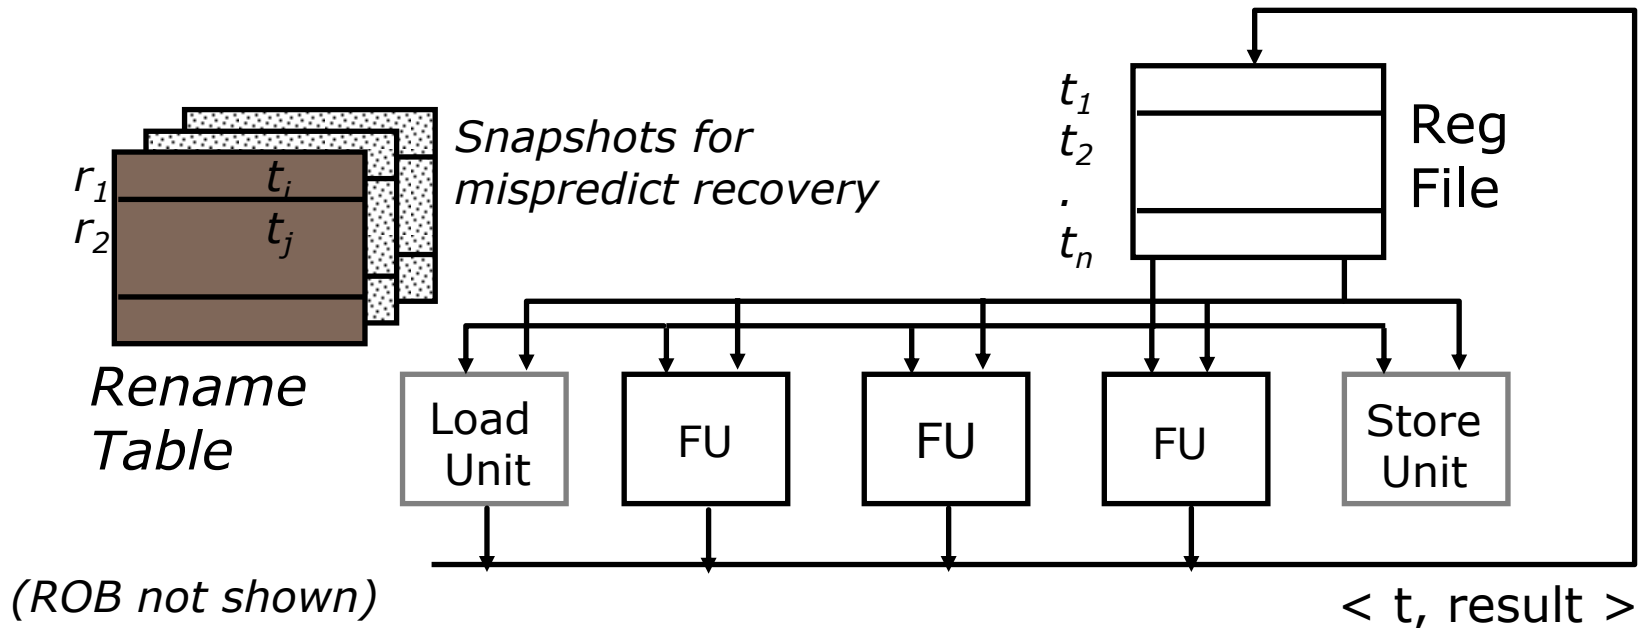 Snapshots for
mispredict recovery
r1 ti
r2 tj
Rename
Table
t1
t2
.
tn
Reg
File
Load
Unit
FU
FU
FU
Store
Unit
(ROB not shown)
< t, result >